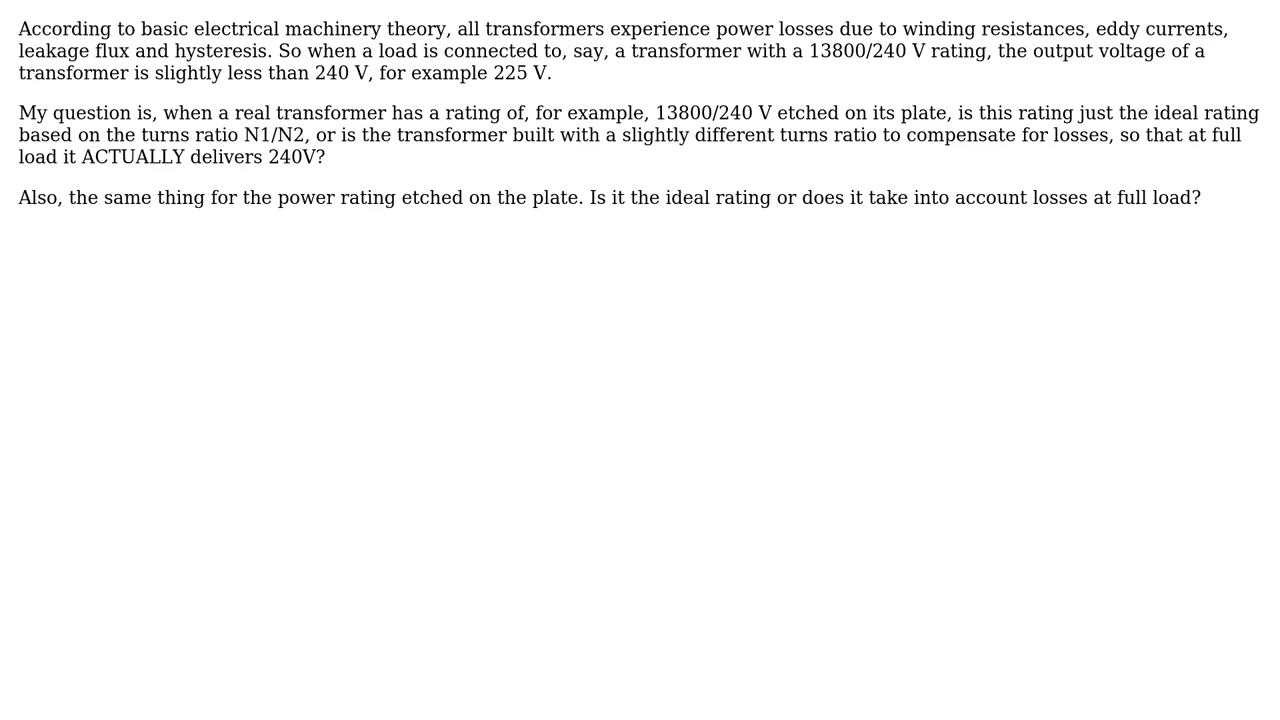 According to basic electrical machinery theory, all transformers experience power losses due to winding resistances, eddy currents,
leakage flux and hysteresis. So when a load is connected to, say, a transformer with a 13800/240 V rating, the output voltage of a
transformer is slightly less than 240 V, for example 225 V.
My question is, when a real transformer has a rating of, for example, 13800/240 V etched on its plate, is this rating just the ideal rating
based on the turns ratio N1/N2, or is the transformer built with a slightly different turns ratio to compensate for losses, so that at full
load it ACTUALLY delivers 240V?
Also, the same thing for the power rating etched on the plate. Is it the ideal rating or does it take into account losses at full load?